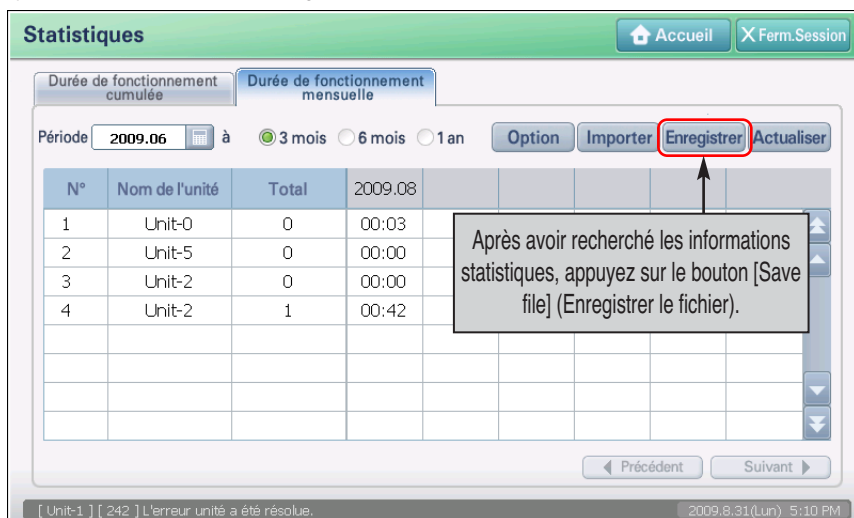 Statistiques
Accueil
X Ferm.Session
Durée de fonctionnement
cumulée
Durée de fonctionnement
mensuelle
Période 2009.06 à 3 mois 6 mois 1 an Option Importer Enregistrer Actualiser
N° Nom de l'unité Total 2009.08
1 Unit-0 0 00:03
2 Unit-5 0 00:00
3 Unit-2 0 00:00
4 Unit-2 1 00:42
Après avoir recherché les informations
statistiques, appuyez sur le bouton [Save
file] (Enregistrer le fichier).
Précédent Suivant
[ Unit-1 ] [ 242 ] L'erreur unité a été résolue. 2009.8.31(Lun) 5:10 PM